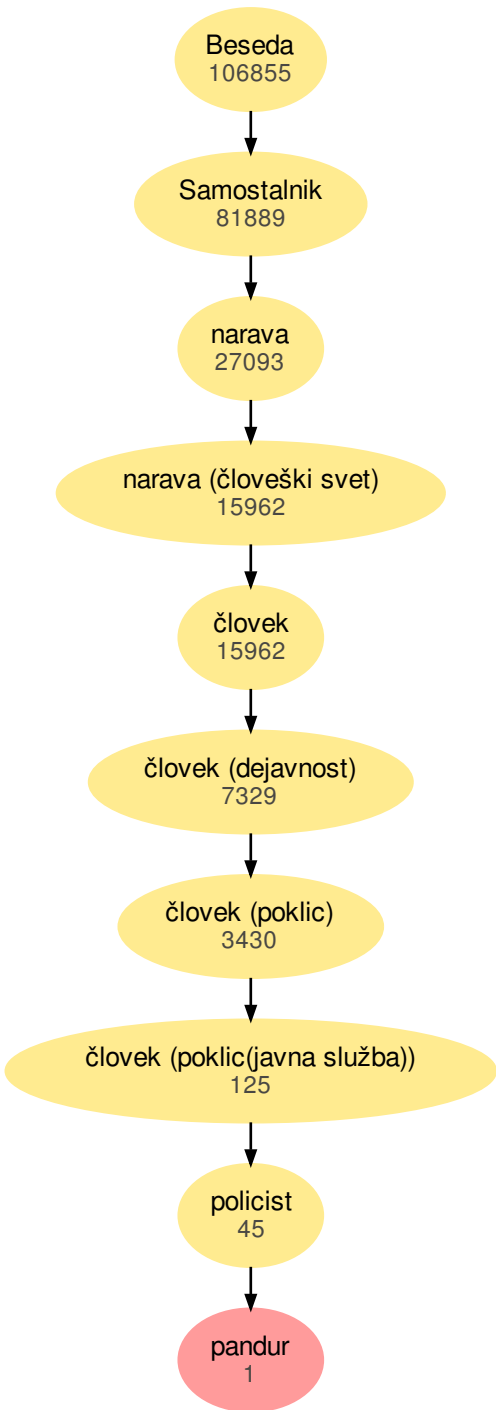 Beseda
106855
Samostalnik
81889
narava
27093
narava (človeški svet)
15962
človek
15962
človek (dejavnost)
7329
človek (poklic)
3430
človek (poklic(javna služba))
125
policist
45
pandur
1